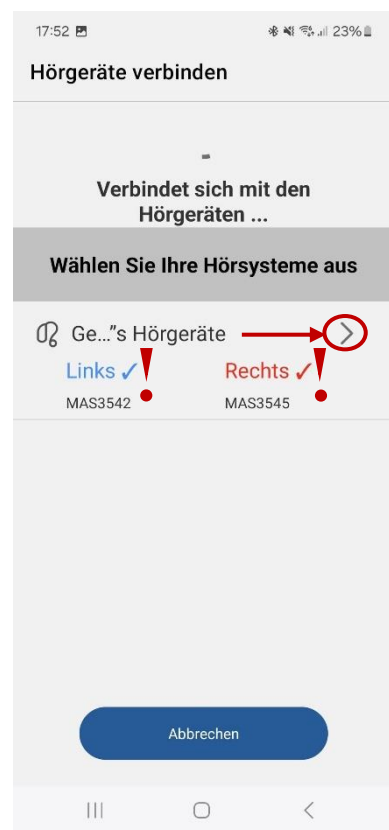 17:52 23%
Hörgeräte verbinden
Verbindet sich mit den
Hörgeräten ...
Wählen Sie Ihre Hörsysteme aus
Ge..."s Hörgeräte
Links ✓ Rechts ✓
MAS3542 MAS3545
Abbrechen